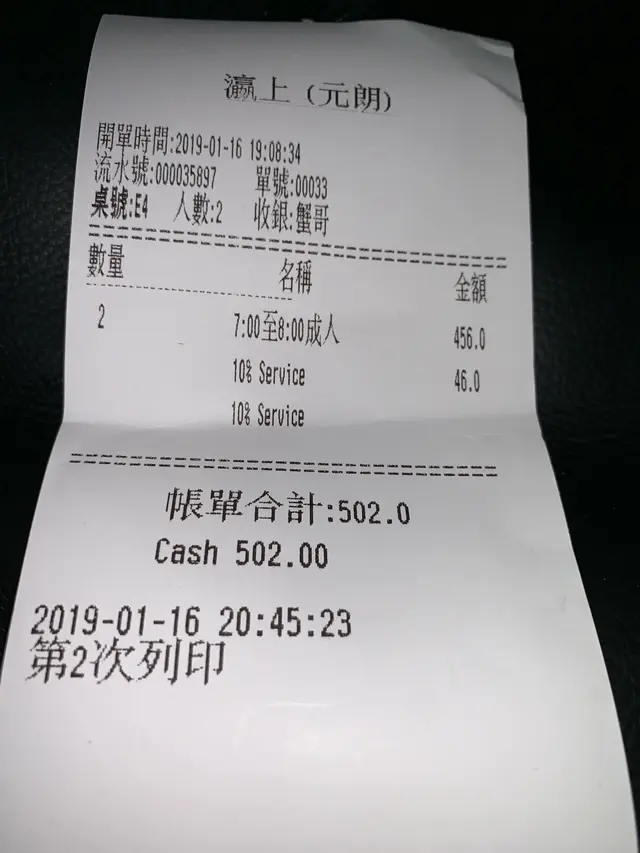 瀛上 (元朗)
開單時間:2019-01-16 19:08:34
流水號:000035897 單號:00033
桌號:E4 人數:2 收銀:蟹哥
數量 名稱 金額
2 7:00至8:00成人 456.0
10% Service 46.0
10% Service
帳單合計:502.0
Cash 502.00
2019-01-16 20:45:23
第2次列印